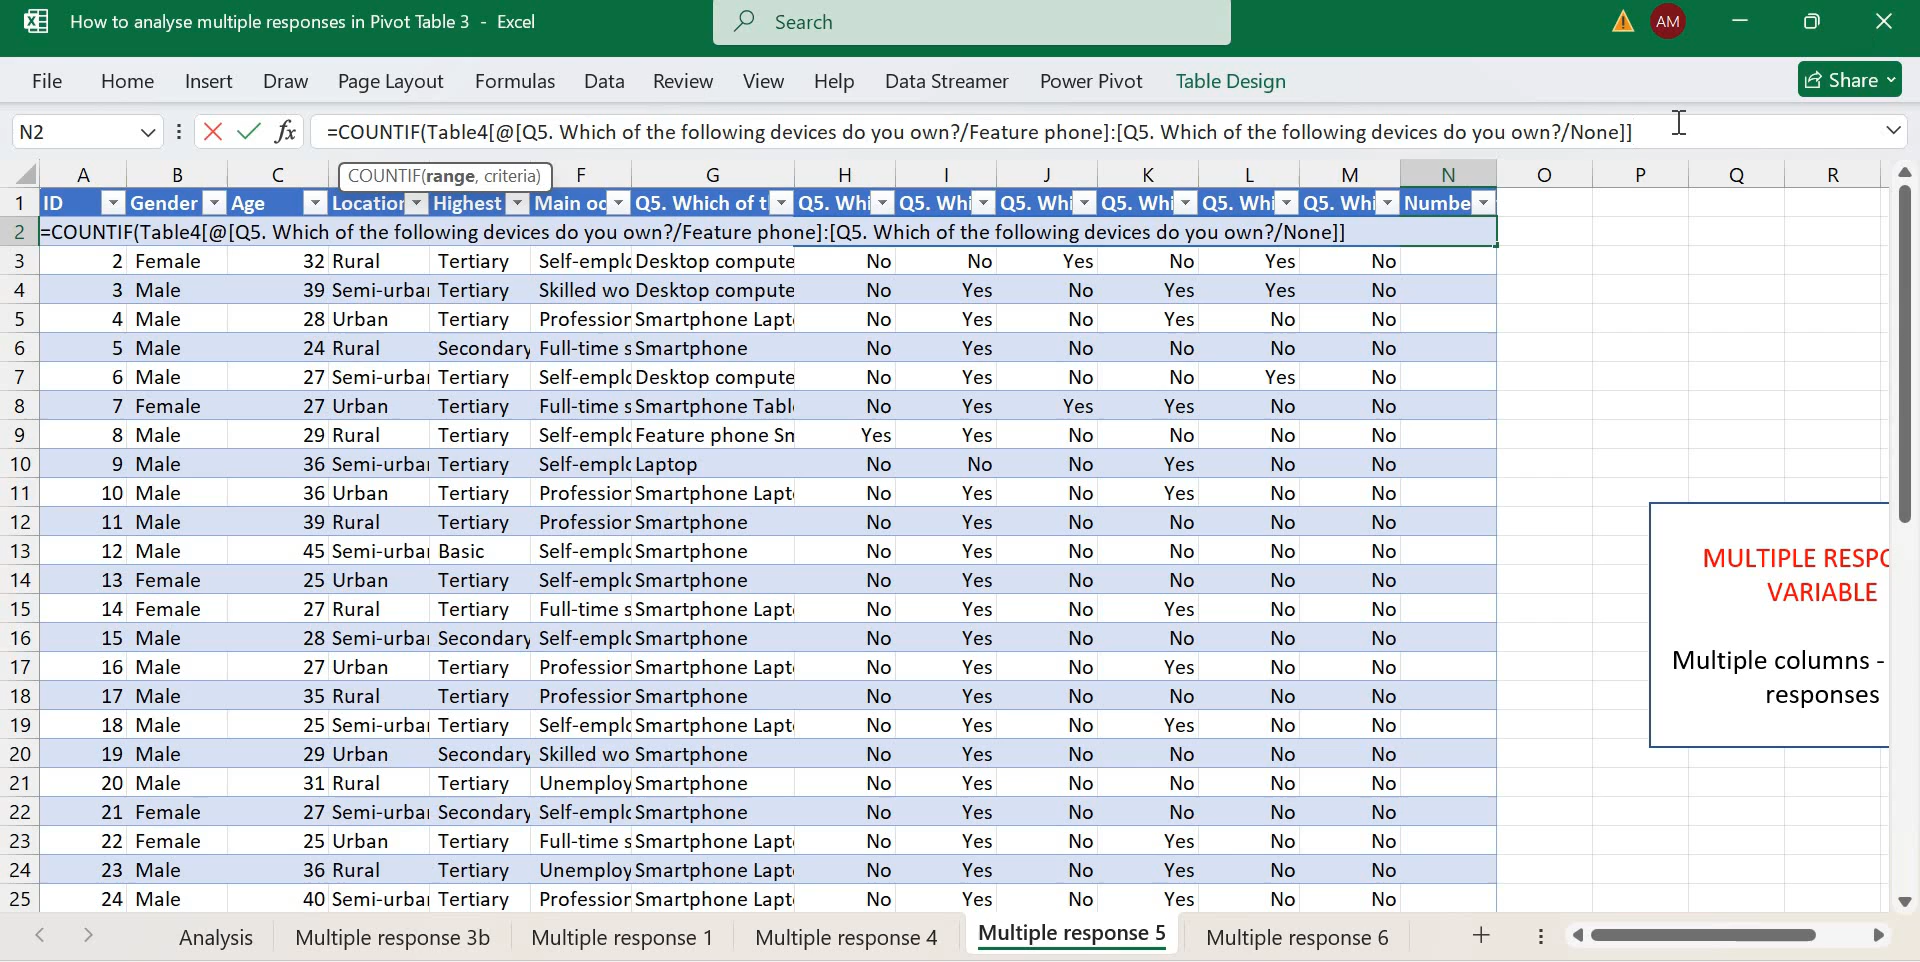 How to analyse multiple responses in Pivot Table 3 - Excel
Search
AM
File Home Insert Draw Page Layout Formulas Data Review View Help Data Streamer Power Pivot Table Design
Share
N2 fx =COUNTIF(Table4[@[Q5. Which of the following devices do you own?/Feature phone]:[Q5. Which of the following devices do you own?/None]]
COUNTIF(range, criteria)
A B C F G H I J K L M N O P Q R
1 ID Gender Age Location Highest Main oc Q5. Which of t Q5. Whi Q5. Whi Q5. Whi Q5. Whi Q5. Whi Q5. Whi Numbe
2 =COUNTIF(Table4[@[Q5. Which of the following devices do you own?/Feature phone]:[Q5. Which of the following devices do you own?/None]]
3 2 Female 32 Rural Tertiary Self-emplo Desktop compute No No Yes No Yes No
4 3 Male 39 Semi-urbai Tertiary Skilled wo Desktop compute No Yes No Yes Yes No
5 4 Male 28 Urban Tertiary Profession Smartphone Lapt No Yes No Yes No No
6 5 Male 24 Rural Secondary Full-time s Smartphone No Yes No No No No
7 6 Male 27 Semi-urbai Tertiary Self-emplo Desktop compute No Yes No No Yes No
8 7 Female 27 Urban Tertiary Full-time s Smartphone Tabl No Yes Yes Yes No No
9 8 Male 29 Rural Tertiary Self-emplo Feature phone Sm Yes Yes No No No No
10 9 Male 36 Semi-urbai Tertiary Self-emplo Laptop No No No Yes No No
11 10 Male 36 Urban Tertiary Profession Smartphone Lapt No Yes No Yes No No
12 11 Male 39 Rural Tertiary Profession Smartphone No Yes No No No No
13 12 Male 45 Semi-urbai Basic Self-emplo Smartphone No Yes No No No No
14 13 Female 25 Urban Tertiary Self-emplo Smartphone No Yes No No No No
15 14 Female 27 Rural Tertiary Full-time s Smartphone Lapt No Yes No Yes No No
16 15 Male 28 Semi-urbai Secondary Self-emplo Smartphone No Yes No No No No
17 16 Male 27 Urban Tertiary Profession Smartphone Lapt No Yes No Yes No No
18 17 Male 35 Rural Tertiary Profession Smartphone No Yes No No No No
19 18 Male 25 Semi-urbai Tertiary Self-emplo Smartphone Lapt No Yes No Yes No No
20 19 Male 29 Urban Secondary Skilled wo Smartphone No Yes No No No No
21 20 Male 31 Rural Tertiary Unemploy Smartphone No Yes No No No No
22 21 Female 27 Semi-urbai Secondary Self-emplo Smartphone No Yes No No No No
23 22 Female 25 Urban Tertiary Full-time s Smartphone Lapt No Yes No Yes No No
24 23 Male 36 Rural Tertiary Unemploy Smartphone Lapt No Yes No Yes No No
25 24 Male 40 Semi-urbai Tertiary Profession Smartphone Lapt No Yes No Yes No No
MULTIPLE RESPO
VARIABLE
Multiple columns -
responses
Analysis Multiple response 3b Multiple response 1 Multiple response 4 Multiple response 5 Multiple response 6